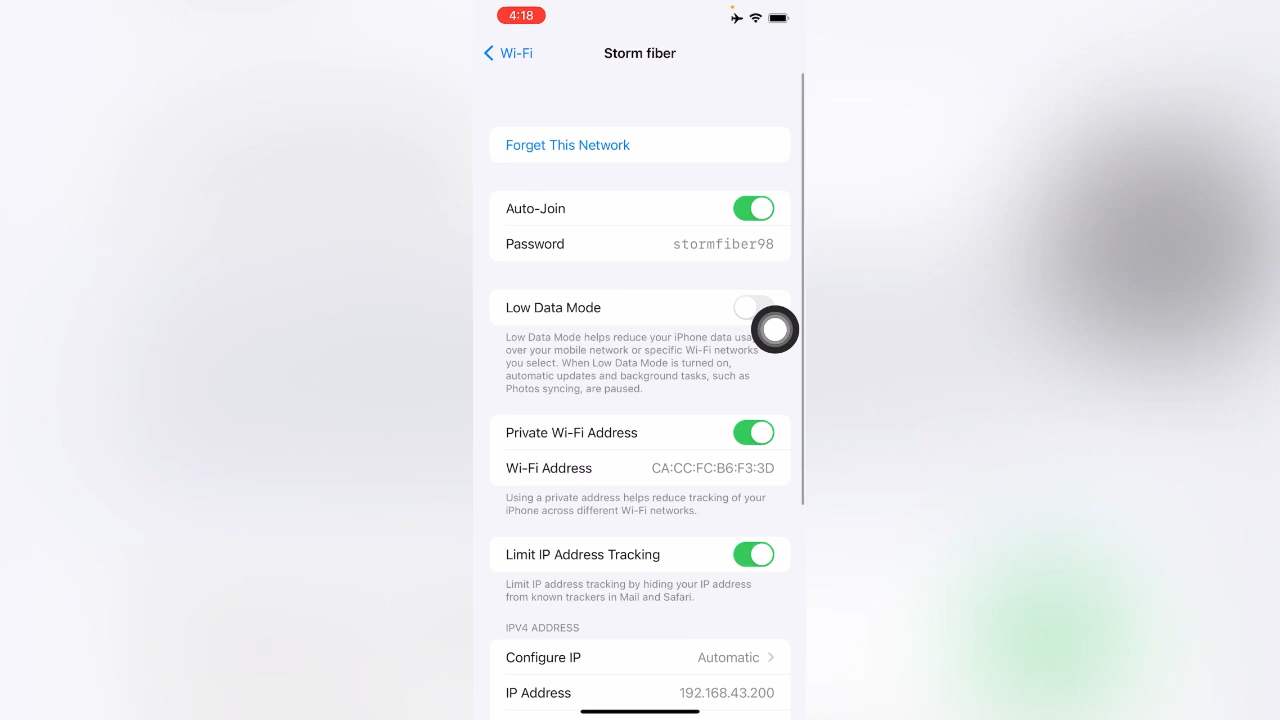 4:18
Wi-Fi
Storm fiber
Forget This Network
Auto-Join
Password stormfiber98
Low Data Mode
Low Data Mode helps reduce your iPhone data usa
over your mobile network or specific Wi-Fi networks
you select. When Low Data Mode is turned on,
automatic updates and background tasks, such as
Photos syncing, are paused.
Private Wi-Fi Address
Wi-Fi Address CA:CC:FC:B6:F3:3D
Using a private address helps reduce tracking of your
iPhone across different Wi-Fi networks.
Limit IP Address Tracking
Limit IP address tracking by hiding your IP address
from known trackers in Mail and Safari.
IPV4 ADDRESS
Configure IP Automatic
IP Address 192.168.43.200